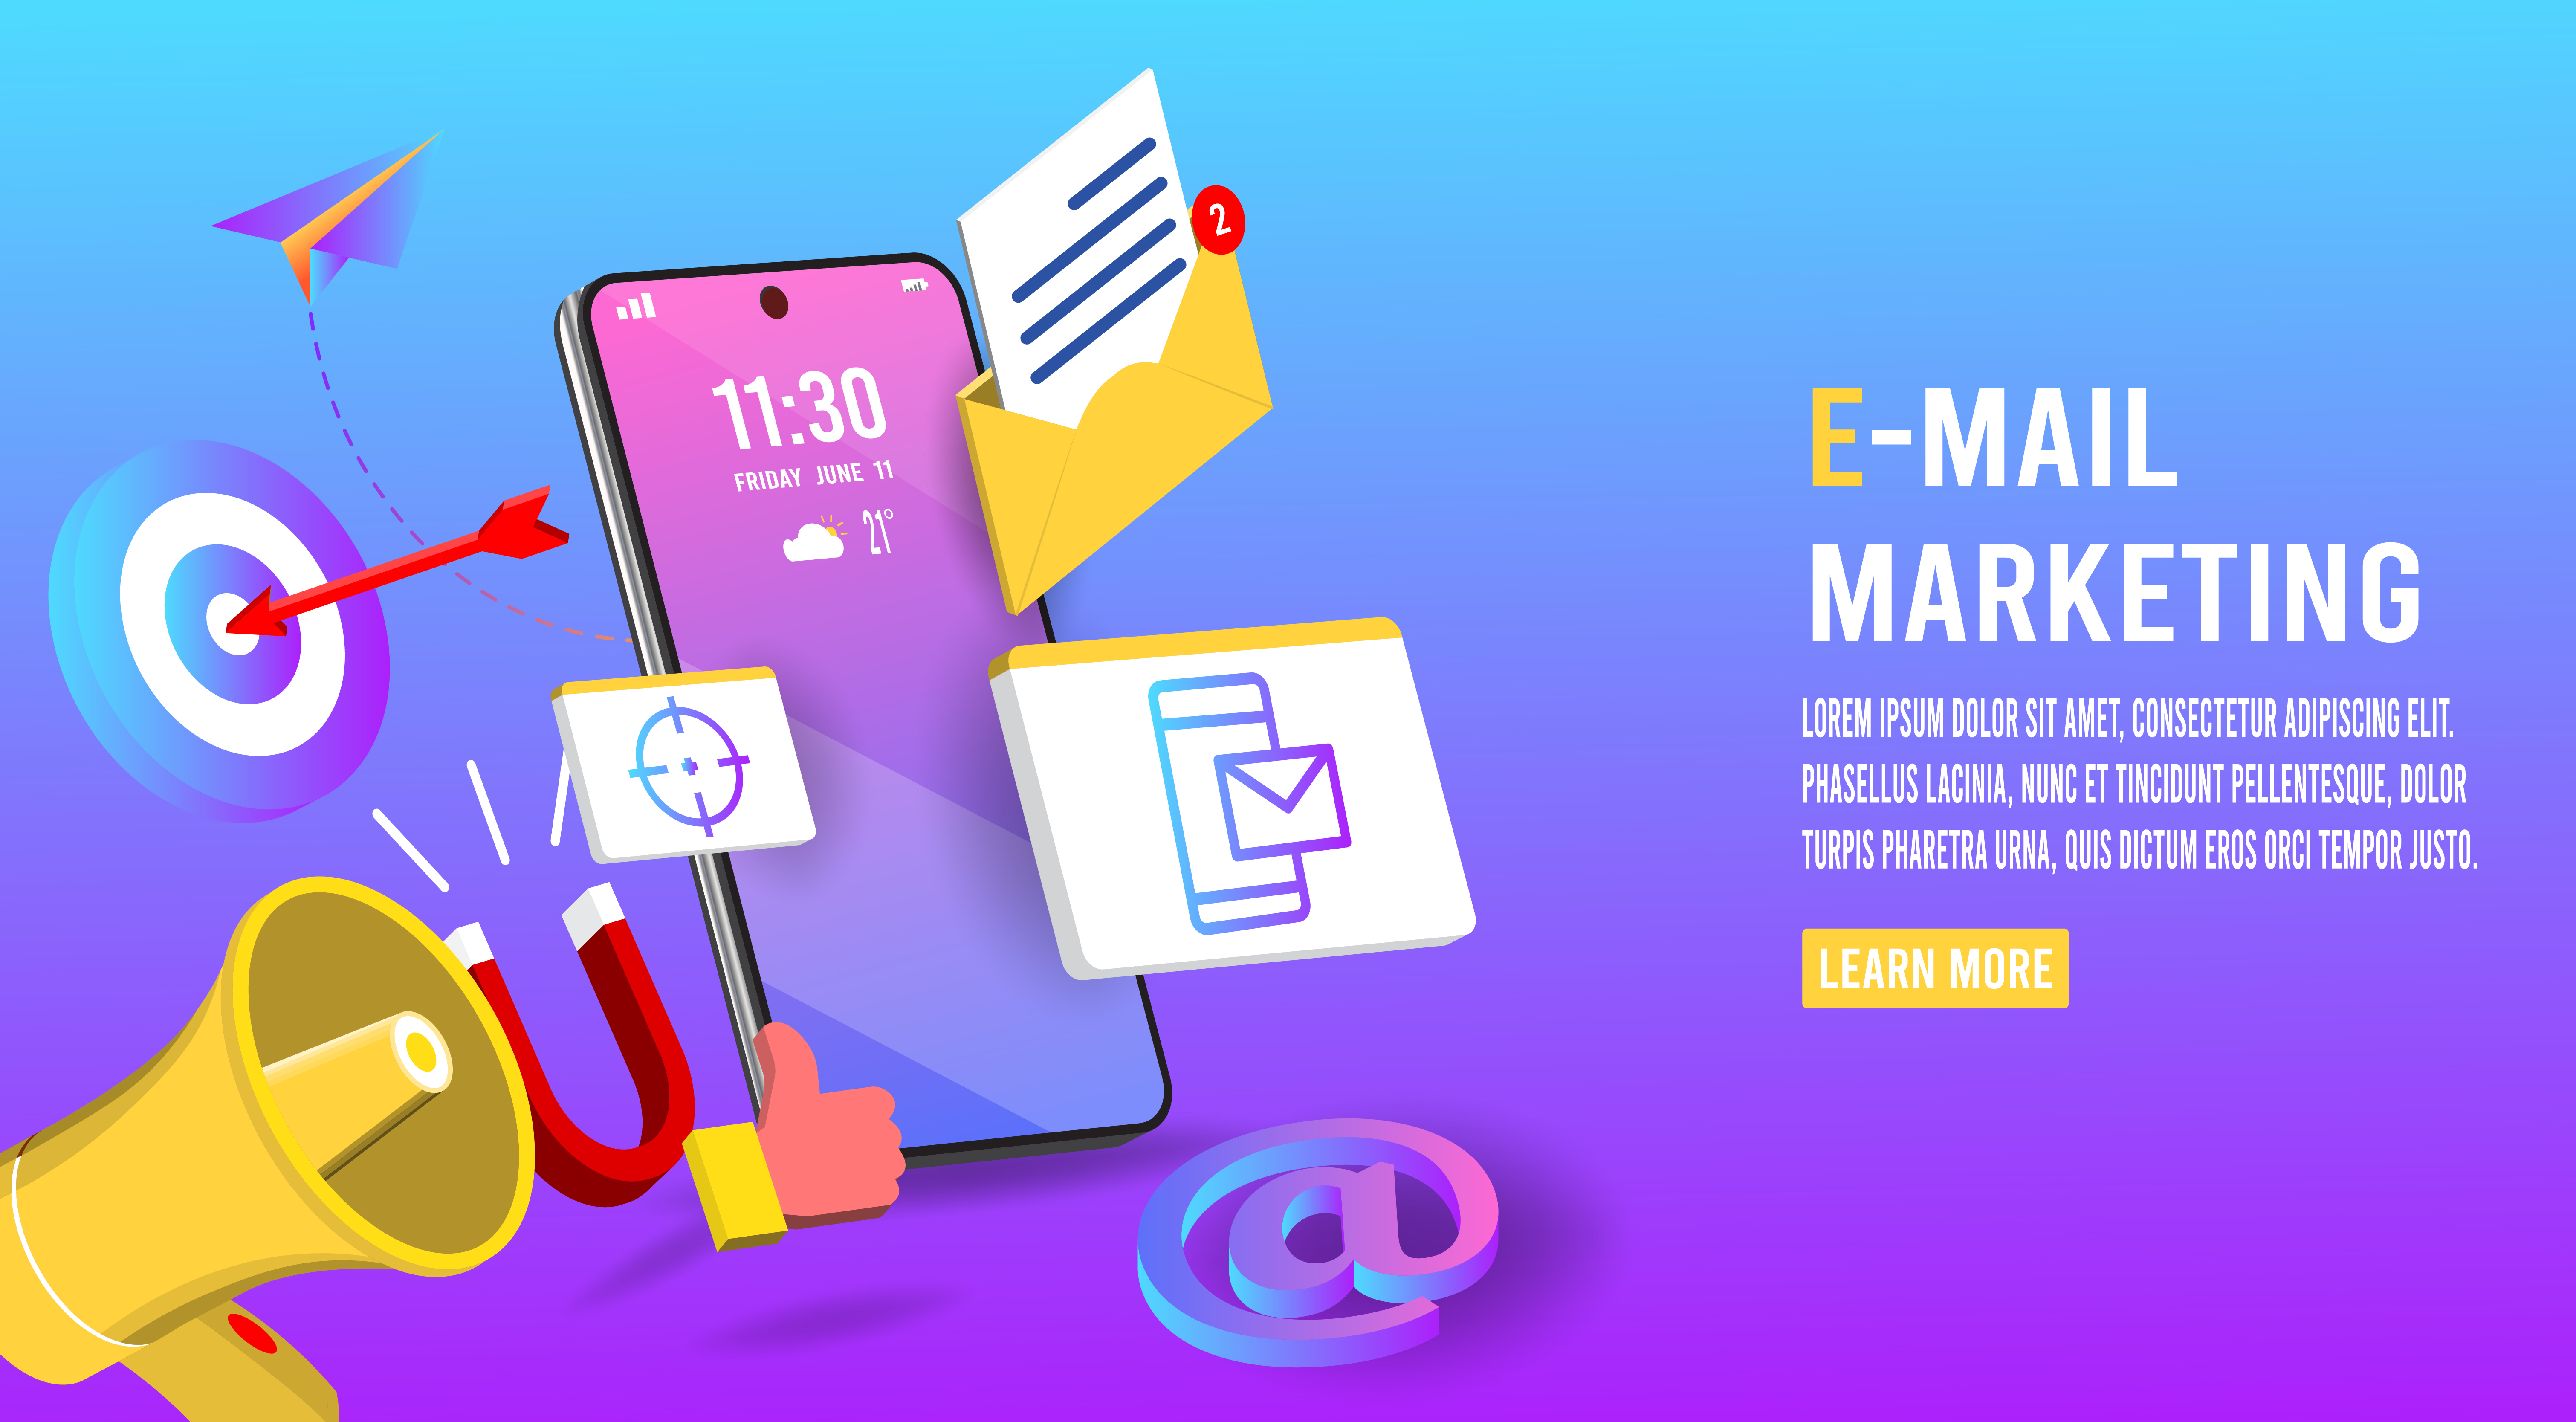 2
11:30
FRIDAY JUNE 11
21°
E-MAIL
MARKETING
LOREM IPSUM DOLOR SIT AMET, CONSECTETUR ADIPISCING ELIT.
PHASELLUS LACINIA, NUNC ET TINCIDUNT PELLENTESQUE, DOLOR
TURPIS PHARETRA URNA, QUIS DICTUM EROS ORCI TEMPOR JUSTO.
LEARN MORE
@